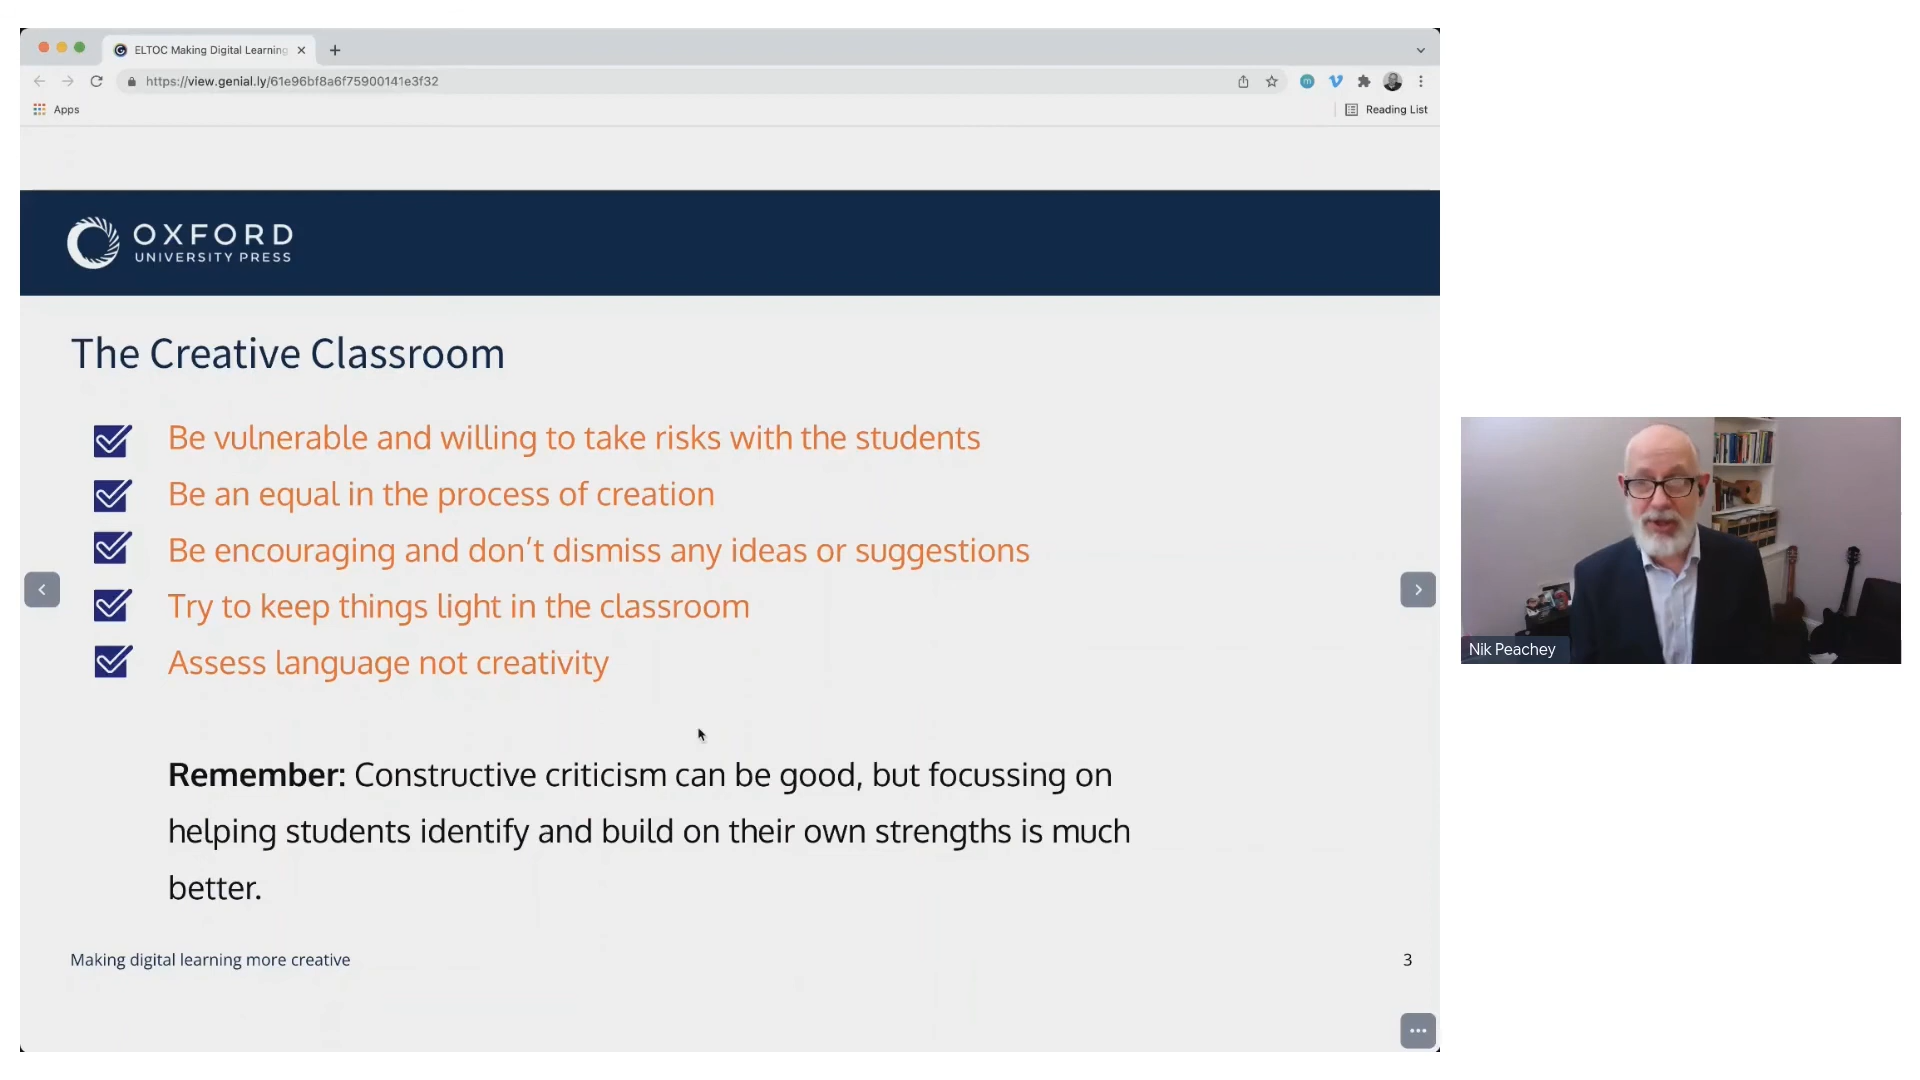 ELTOC Making Digital Learning
https://view.genial.ly/61e96bf8a6f75900141e3f32
Apps
Reading List
OXFORD
UNIVERSITY PRESS
The Creative Classroom
Be vulnerable and willing to take risks with the students
Be an equal in the process of creation
Be encouraging and don’t dismiss any ideas or suggestions
Try to keep things light in the classroom
Assess language not creativity
Remember: Constructive criticism can be good, but focussing on
helping students identify and build on their own strengths is much
better.
Making digital learning more creative
3
Nik Peachey